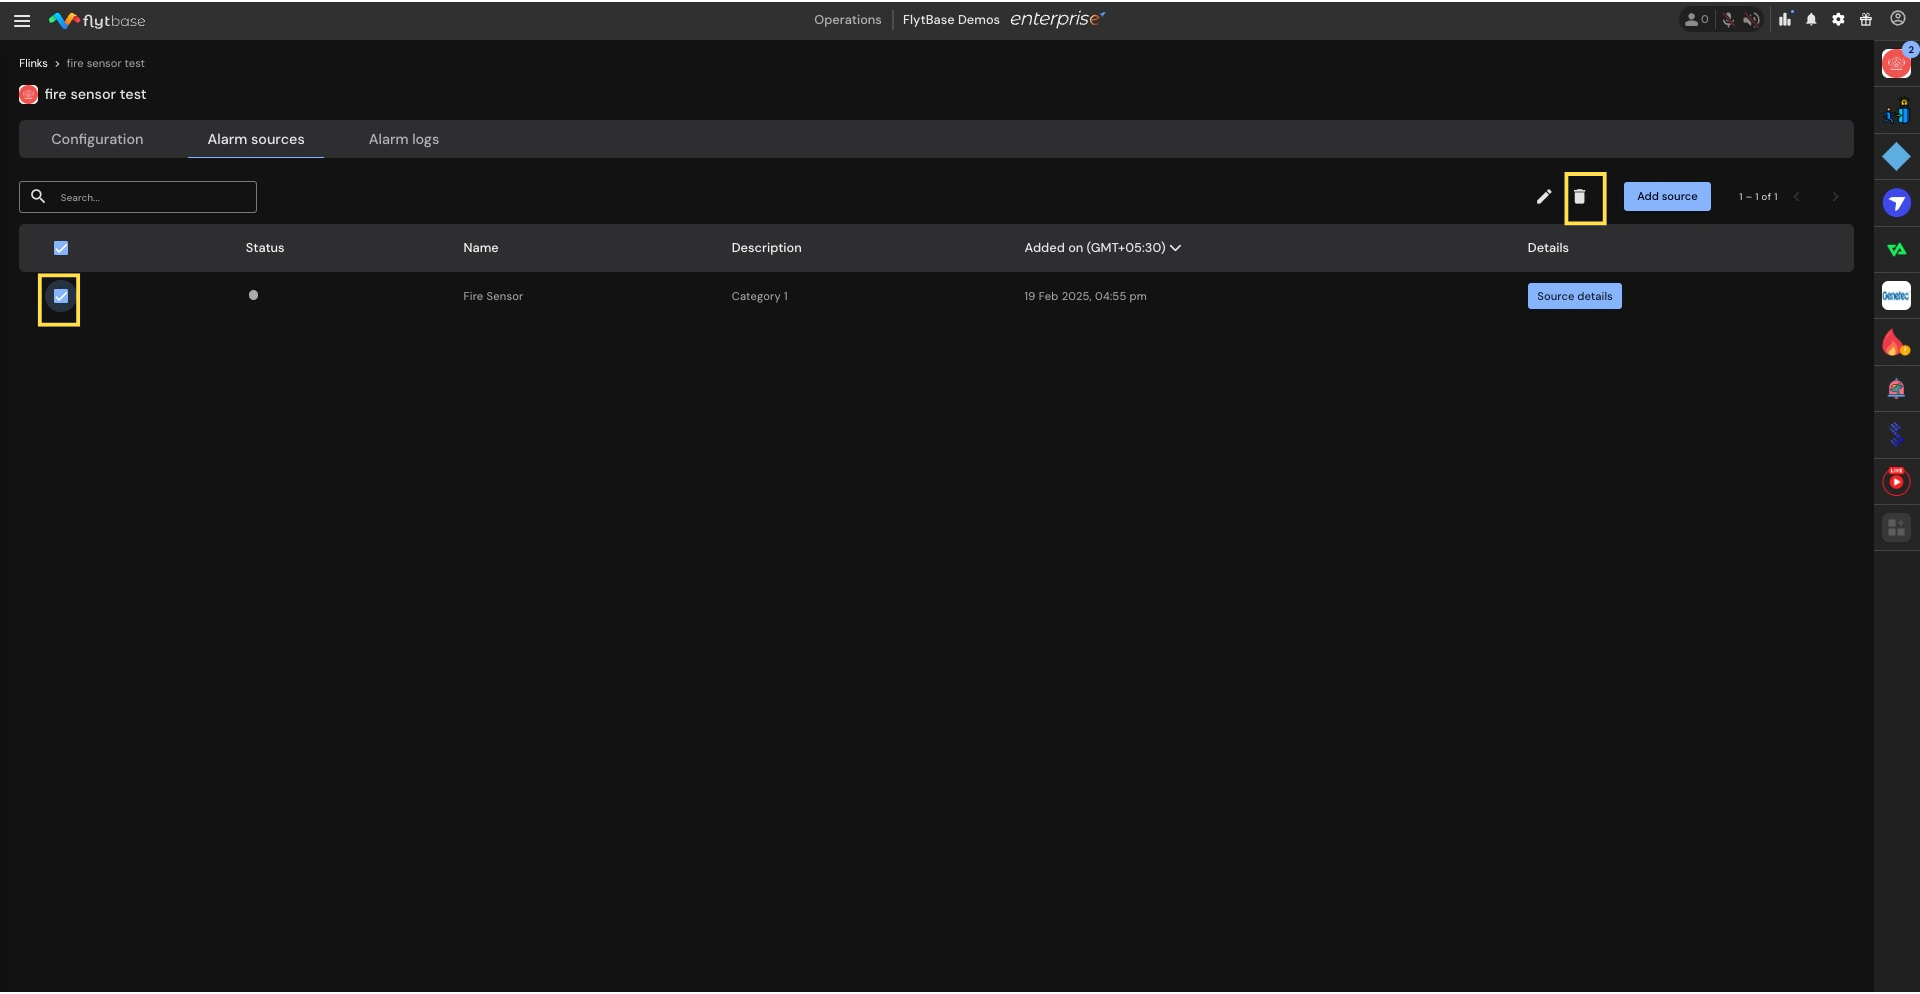 flytbase
Operations
FlytBase Demos enterprise
0
2
Flinks > fire sensor test
fire sensor test
Configuration
Alarm sources
Alarm logs
Search...
Add source
1 – 1 of 1
Status
Name
Description
Added on (GMT+05:30)
Details
Fire Sensor
Category 1
19 Feb 2025, 04:55 pm
Source details
Genetec
LIVE